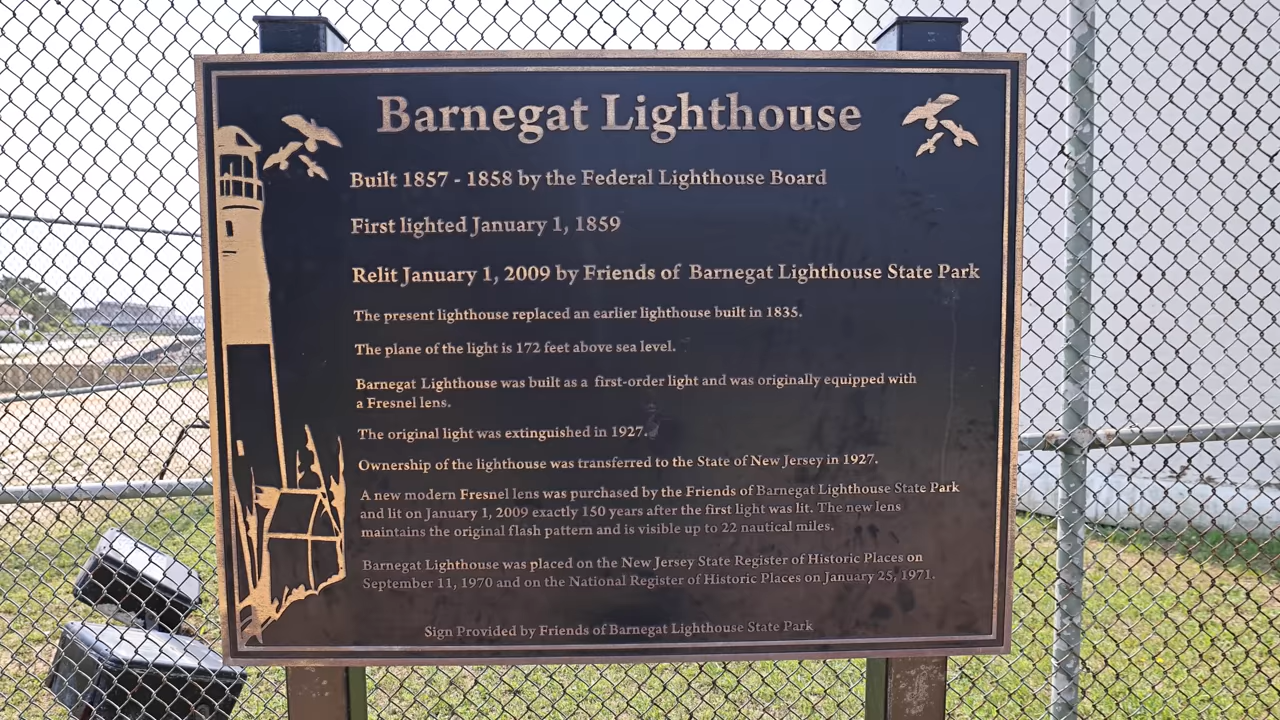 Barnegat Lighthouse
Built 1857 - 1858 by the Federal Lighthouse Board
First lighted January 1, 1859
Relit January 1, 2009 by Friends of Barnegat Lighthouse State Park
The present lighthouse replaced an earlier lighthouse built in 1835.
The plane of the light is 172 feet above sea level.
Barnegat Lighthouse was built as a first-order light and was originally equipped with
a Fresnel lens.
The original light was extinguished in 1927.
Ownership of the lighthouse was transferred to the State of New Jersey in 1927.
A new modern Fresnel lens was purchased by the Friends of Barnegat Lighthouse State Park
and lit on January 1, 2009 exactly 150 years after the first light was lit. The new lens
maintains the original flash pattern and is visible up to 22 nautical miles.
Barnegat Lighthouse was placed on the New Jersey State Register of Historic Places on
September 11, 1970 and on the National Register of Historic Places on January 25, 1971.
Sign Provided by Friends of Barnegat Lighthouse State Park